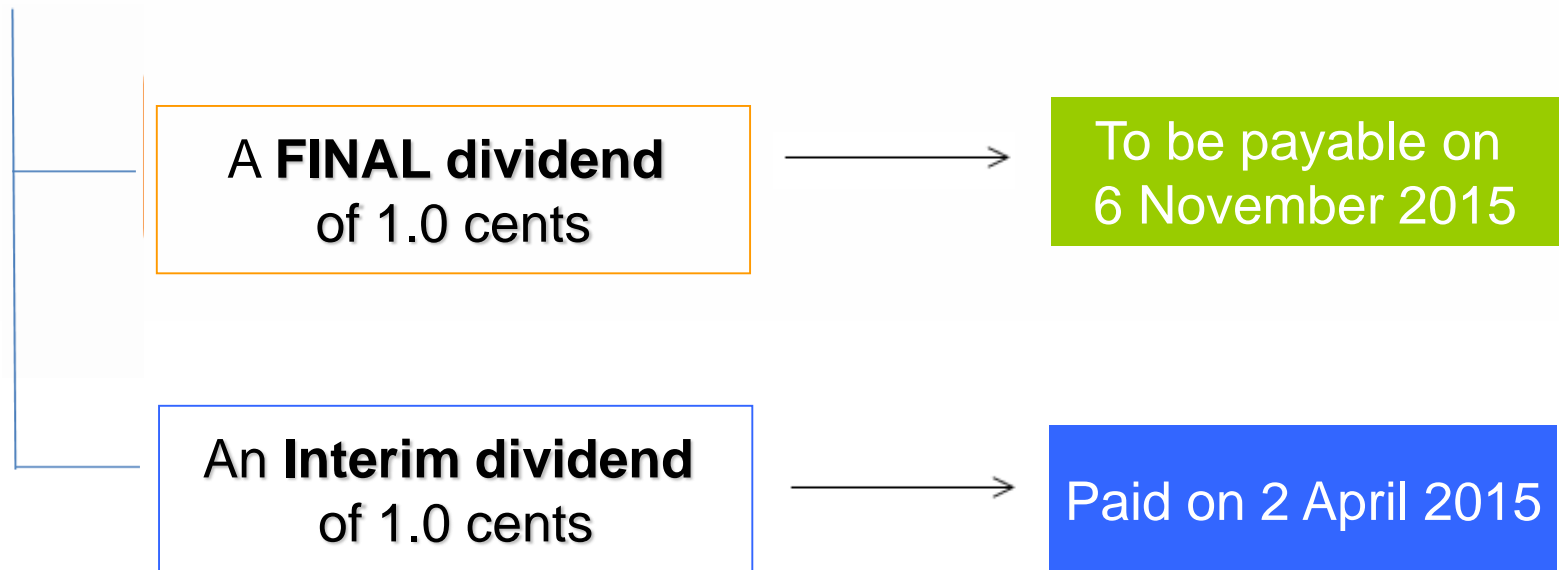 A FINAL dividend
of 1.0 cents
To be payable on
6 November 2015
An Interim dividend
of 1.0 cents
Paid on 2 April 2015